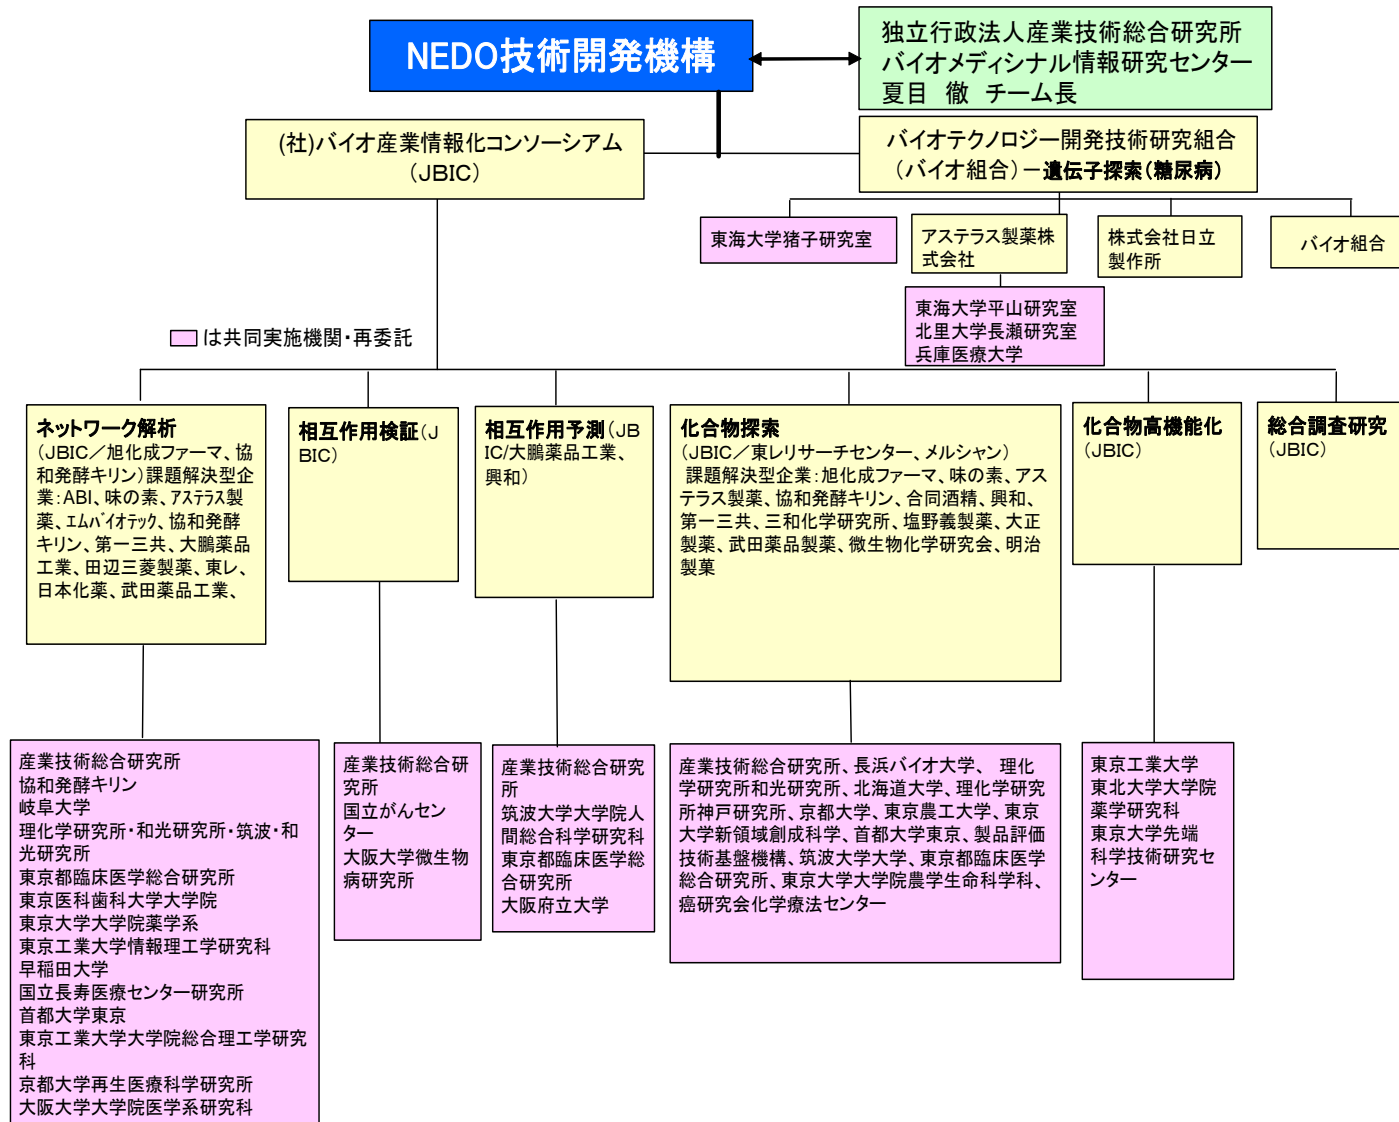 NEDO技術開発機構
独立行政法人産業技術総合研究所
バイオメディシナル情報研究センター
夏目　徹　チーム長
(社)バイオ産業情報化コンソーシアム
（JBIC）
バイオテクノロジー開発技術研究組合
（バイオ組合）－遺伝子探索（糖尿病）
東海大学猪子研究室
アステラス製薬株
式会社
株式会社日立
製作所
バイオ組合
東海大学平山研究室
北里大学長瀬研究室
兵庫医療大学
は共同実施機関・再委託
ネットワーク解析
（JBIC／旭化成ファーマ、協
和発酵キリン）課題解決型企
業：ABI、味の素、アステラス製
薬、エムバイオテック、協和発酵
キリン、第一三共、大鵬薬品
工業、田辺三菱製薬、東レ、
日本化薬、武田薬品工業、
相互作用検証（J
BIC）
相互作用予測（JB
IC/大鵬薬品工業、
興和）
化合物探索
（JBIC／東レリサーチセンター、メルシャン）
課題解決型企業：旭化成ファーマ、味の素、アス
テラス製薬、協和発酵キリン、合同酒精、興和、
第一三共、三和化学研究所、塩野義製薬、大正
製薬、武田薬品製薬、微生物化学研究会、明治
製菓
化合物高機能化
（JBIC）
総合調査研究
（JBIC）
産業技術総合研究所
協和発酵キリン
岐阜大学
理化学研究所・和光研究所・筑波・和
光研究所
東京都臨床医学総合研究所
東京医科歯科大学大学院
東京大学大学院薬学系
東京工業大学情報理工学研究科
早稲田大学
国立長寿医療センター研究所
首都大学東京
東京工業大学大学院総合理工学研究
科
京都大学再生医療科学研究所
大阪大学大学院医学系研究科
産業技術総合研
究所
国立がんセン
ター
大阪大学微生物
病研究所
産業技術総合研究
所
筑波大学大学院人
間総合科学研究科
東京都臨床医学総
合研究所
大阪府立大学
産業技術総合研究所、長浜バイオ大学、　理化
学研究所和光研究所、北海道大学、理化学研究
所神戸研究所、京都大学、東京農工大学、東京
大学新領域創成科学、首都大学東京、製品評価
技術基盤機構、筑波大学大学、東京都臨床医学
総合研究所、東京大学大学院農学生命科学科、
癌研究会化学療法センター
東京工業大学
東北大学大学院
薬学研究科
東京大学先端
科学技術研究セ
ンター